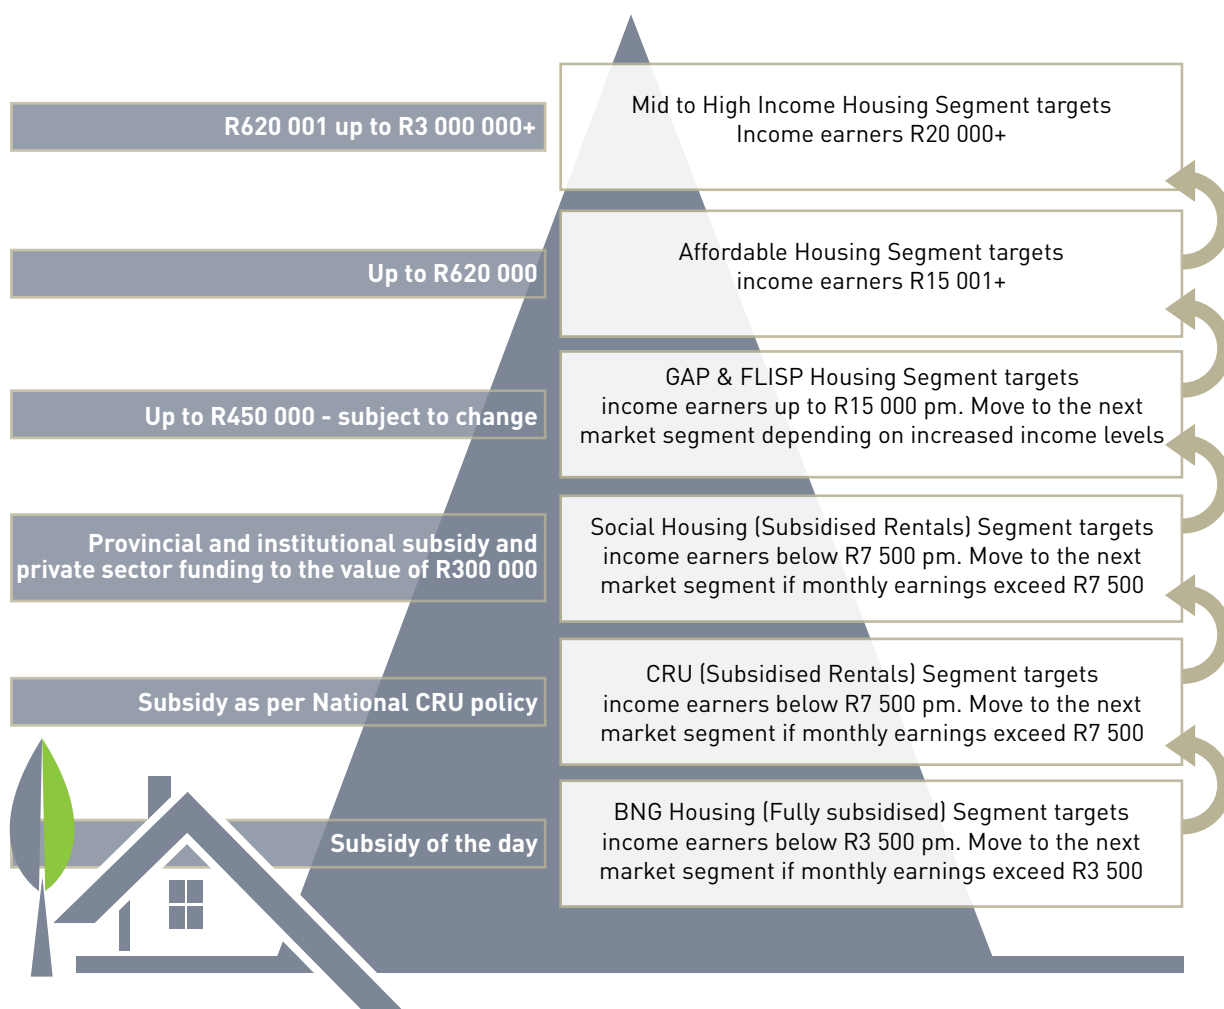 R620 001 up to R3 000 000+
Mid to High Income Housing Segment targets
Income earners R20 000+
Up to R620 000
Affordable Housing Segment targets
income earners R15 001+
Up to R450 000 - subject to change
GAP & FLISP Housing Segment targets
income earners up to R15 000 pm. Move to the next
market segment depending on increased income levels
Provincial and institutional subsidy and
private sector funding to the value of R300 000
Social Housing (Subsidised Rentals) Segment targets
income earners below R7 500 pm. Move to the next
market segment if monthly earnings exceed R7 500
Subsidy as per National CRU policy
CRU (Subsidised Rentals) Segment targets
income earners below R7 500 pm. Move to the next
market segment if monthly earnings exceed R7 500
Subsidy of the day
BNG Housing (Fully subsidised) Segment targets
income earners below R3 500 pm. Move to the next
market segment if monthly earnings exceed R3 500